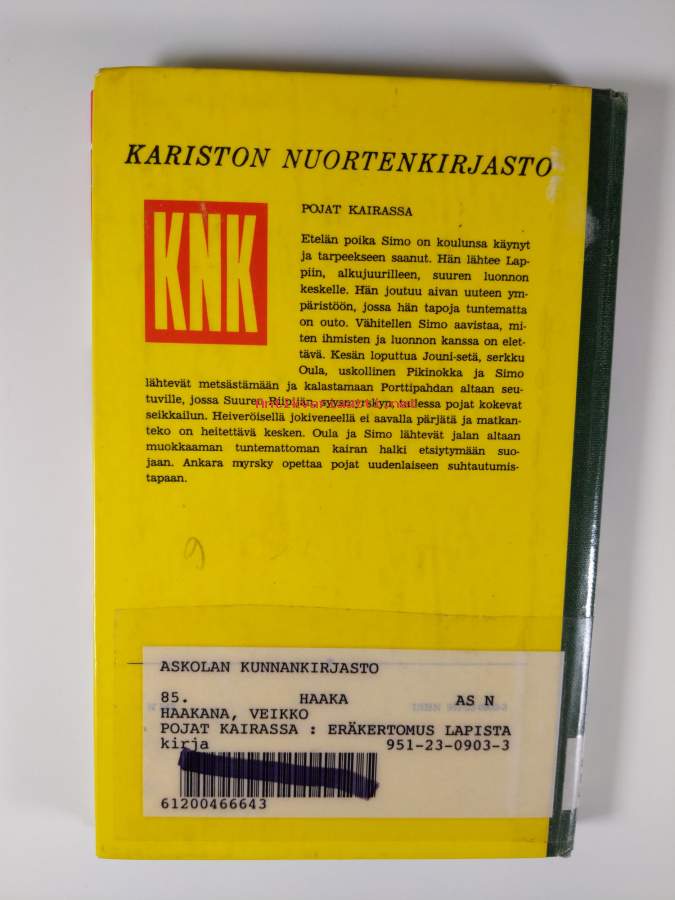 KARISTON NUORTENKIRJASTO
KNK
POJAT KAIRASSA
Etelän poika Simo on koulunsa käynyt
ja tarpeekseen saanut. Hän lähtee Lap-
piin, alkujuurilleen, suuren luonnon
keskelle. Hän joutuu aivan uuteen ym-
päristöön, jossa hän tapoja tuntematta
on outo. Vähitellen Simo aavistaa, mi-
ten ihmisten ja luonnon kanssa on elet-
tävä. Kesän loputtua Jouni-setä, serkku
Oula, uskollinen Pikinokka ja Simo
lähtevät metsästämään ja kalastamaan Porttipahdan altaan seu-
tuville, jossa Suuren Riipijän, pojat kokevat
seikkailun. Heiveröisellä jokiveneellä ei aavalla pärjätä ja matkan-
teko on heitettävä kesken. Oula ja Simo lähtevät jalan altaan
muokkaaman tuntemattoman kairan halki etsiytymään suo-
jaan. Ankara myrsky opettaa pojat uudenlaiseen suhtautumis-
tapaan.
6
ASKOLAN KUNNANKIRJASTO
85. HAAKA AS N
HAAKANA, VEIKKO
POJAT KAIRASSA : ERÄKERTOMUS LAPISTA
kirja 951-23-0903-3
61200466643